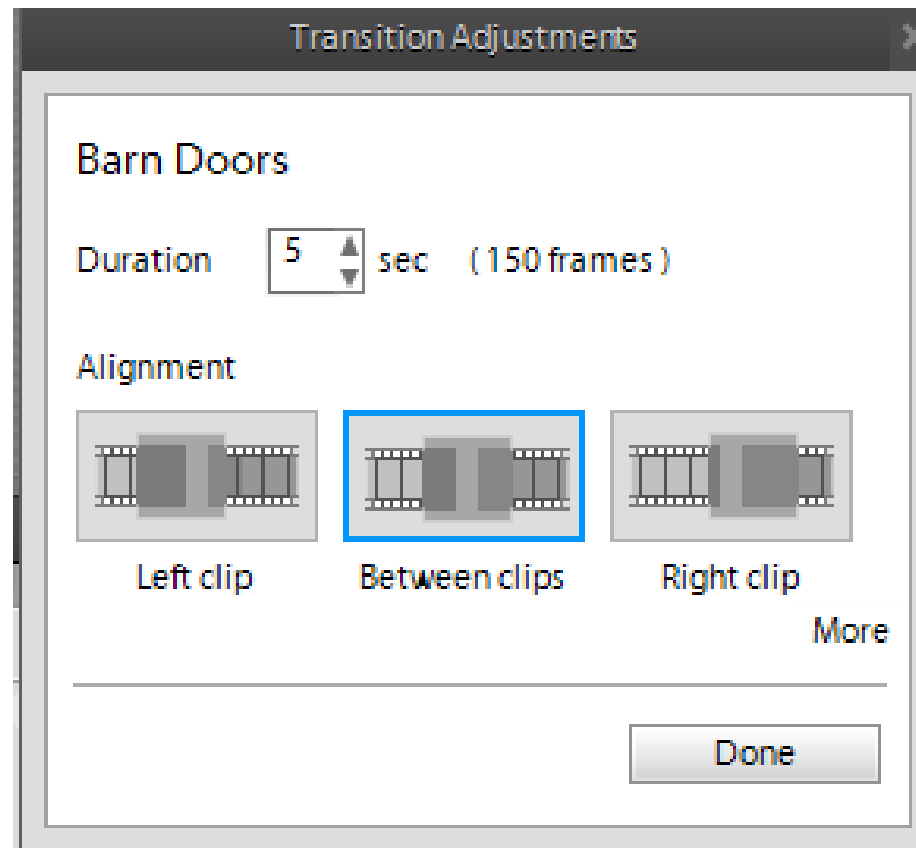 Transition Adjustments
Barn Doors
Duration 5 sec ( 150 frames )
Alignment
Left clip Between clips Right clip
More
Done